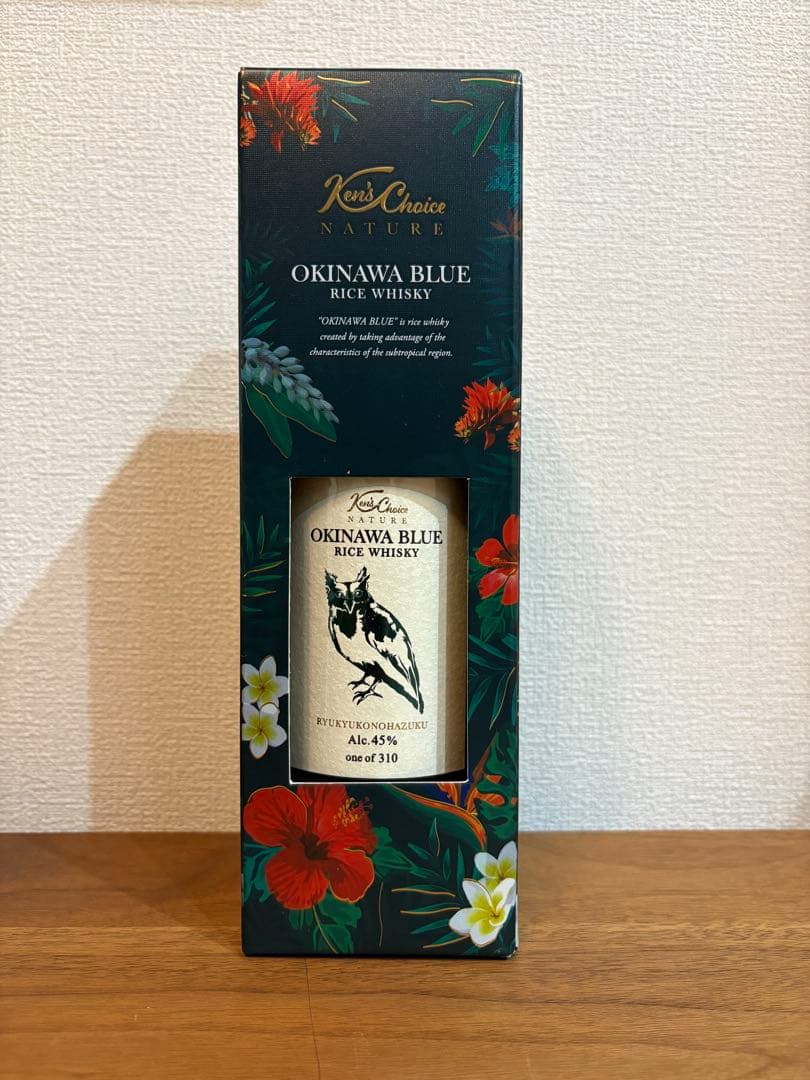 Ken's Choice
NATURE
OKINAWA BLUE
RICE WHISKY
"OKINAWA BLUE" is rice whisky
created by taking advantage of the
characteristics of the subtropical region.
Ken's Choice
NATURE
OKINAWA BLUE
RICE WHISKY
RYUKYUKONOHAZUKU
Alc. 45%
one of 310